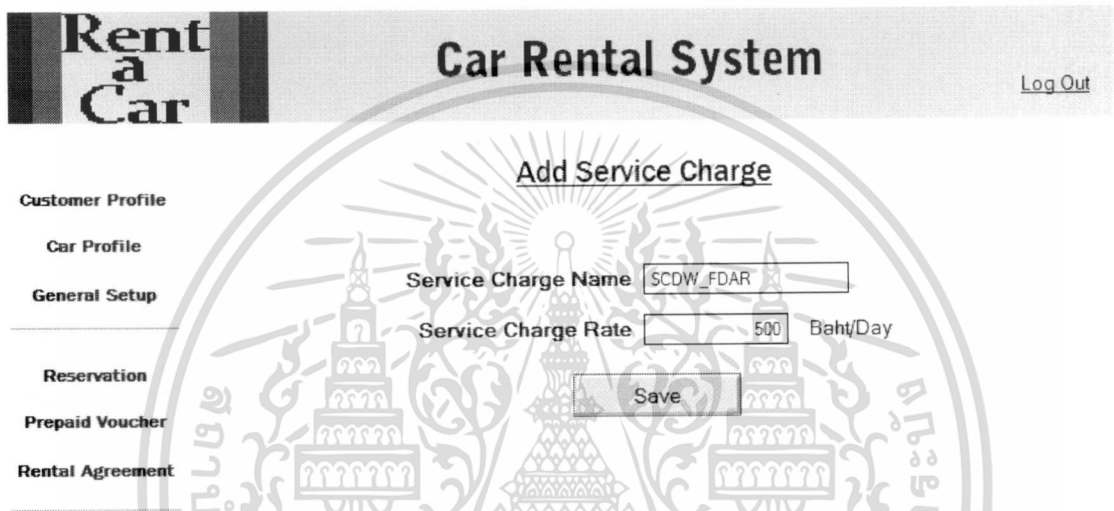 Rent
a
Car
Car Rental System
Log Out
Add Service Charge
Customer Profile
Car Profile
General Setup
Service Charge Name SCDW_FDAR
Service Charge Rate 500 Baht/Day
Save
Reservation
Prepaid Voucher
Rental Agreement